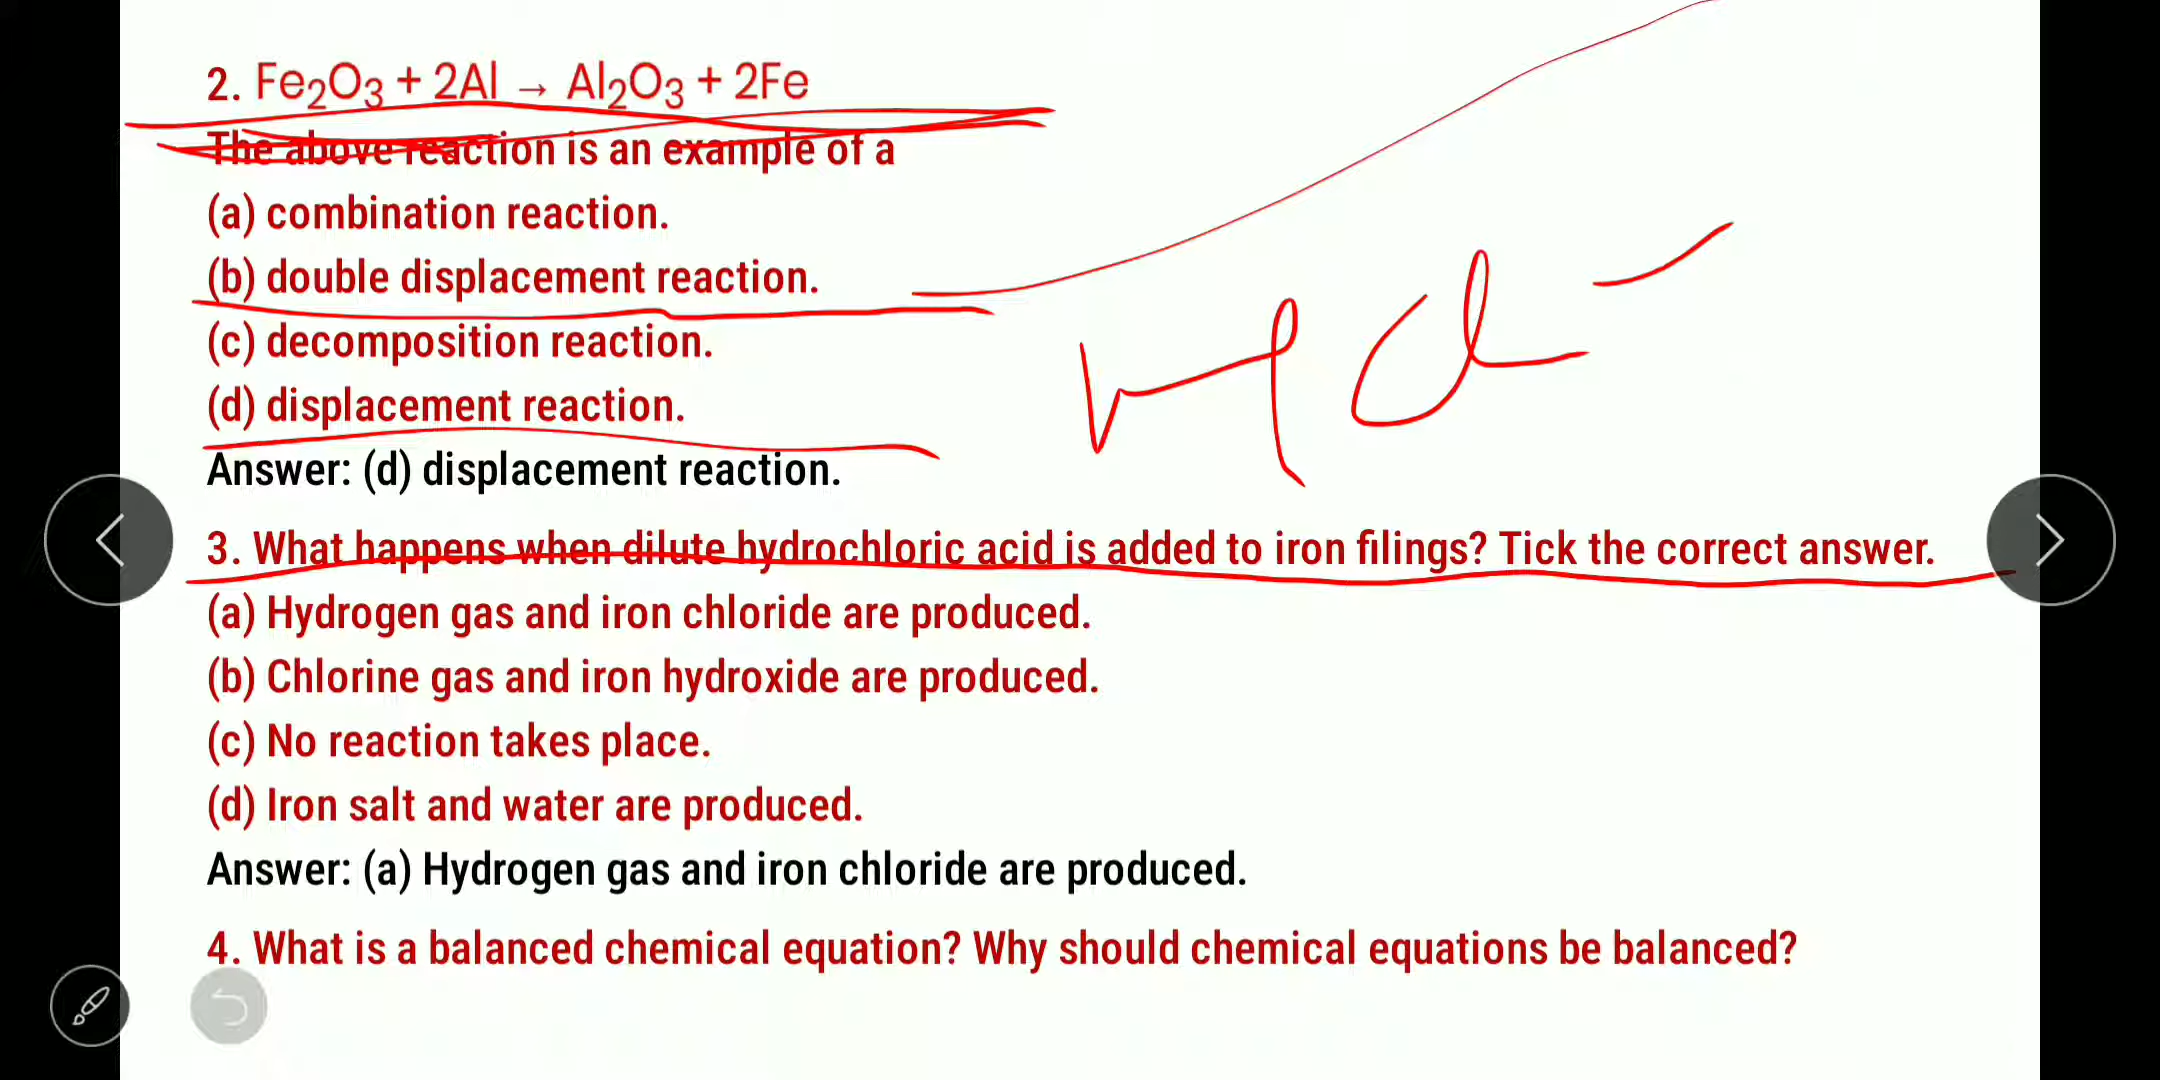 2. Fe₂O₃ + 2Al → Al₂O₃ + 2Fe
The above reaction is an example of a
(a) combination reaction.
(b) double displacement reaction.
(c) decomposition reaction.
(d) displacement reaction.
HCl
Answer: (d) displacement reaction.
3. What happens when dilute hydrochloric acid is added to iron filings? Tick the correct answer.
(a) Hydrogen gas and iron chloride are produced.
(b) Chlorine gas and iron hydroxide are produced.
(c) No reaction takes place.
(d) Iron salt and water are produced.
Answer: (a) Hydrogen gas and iron chloride are produced.
4. What is a balanced chemical equation? Why should chemical equations be balanced?